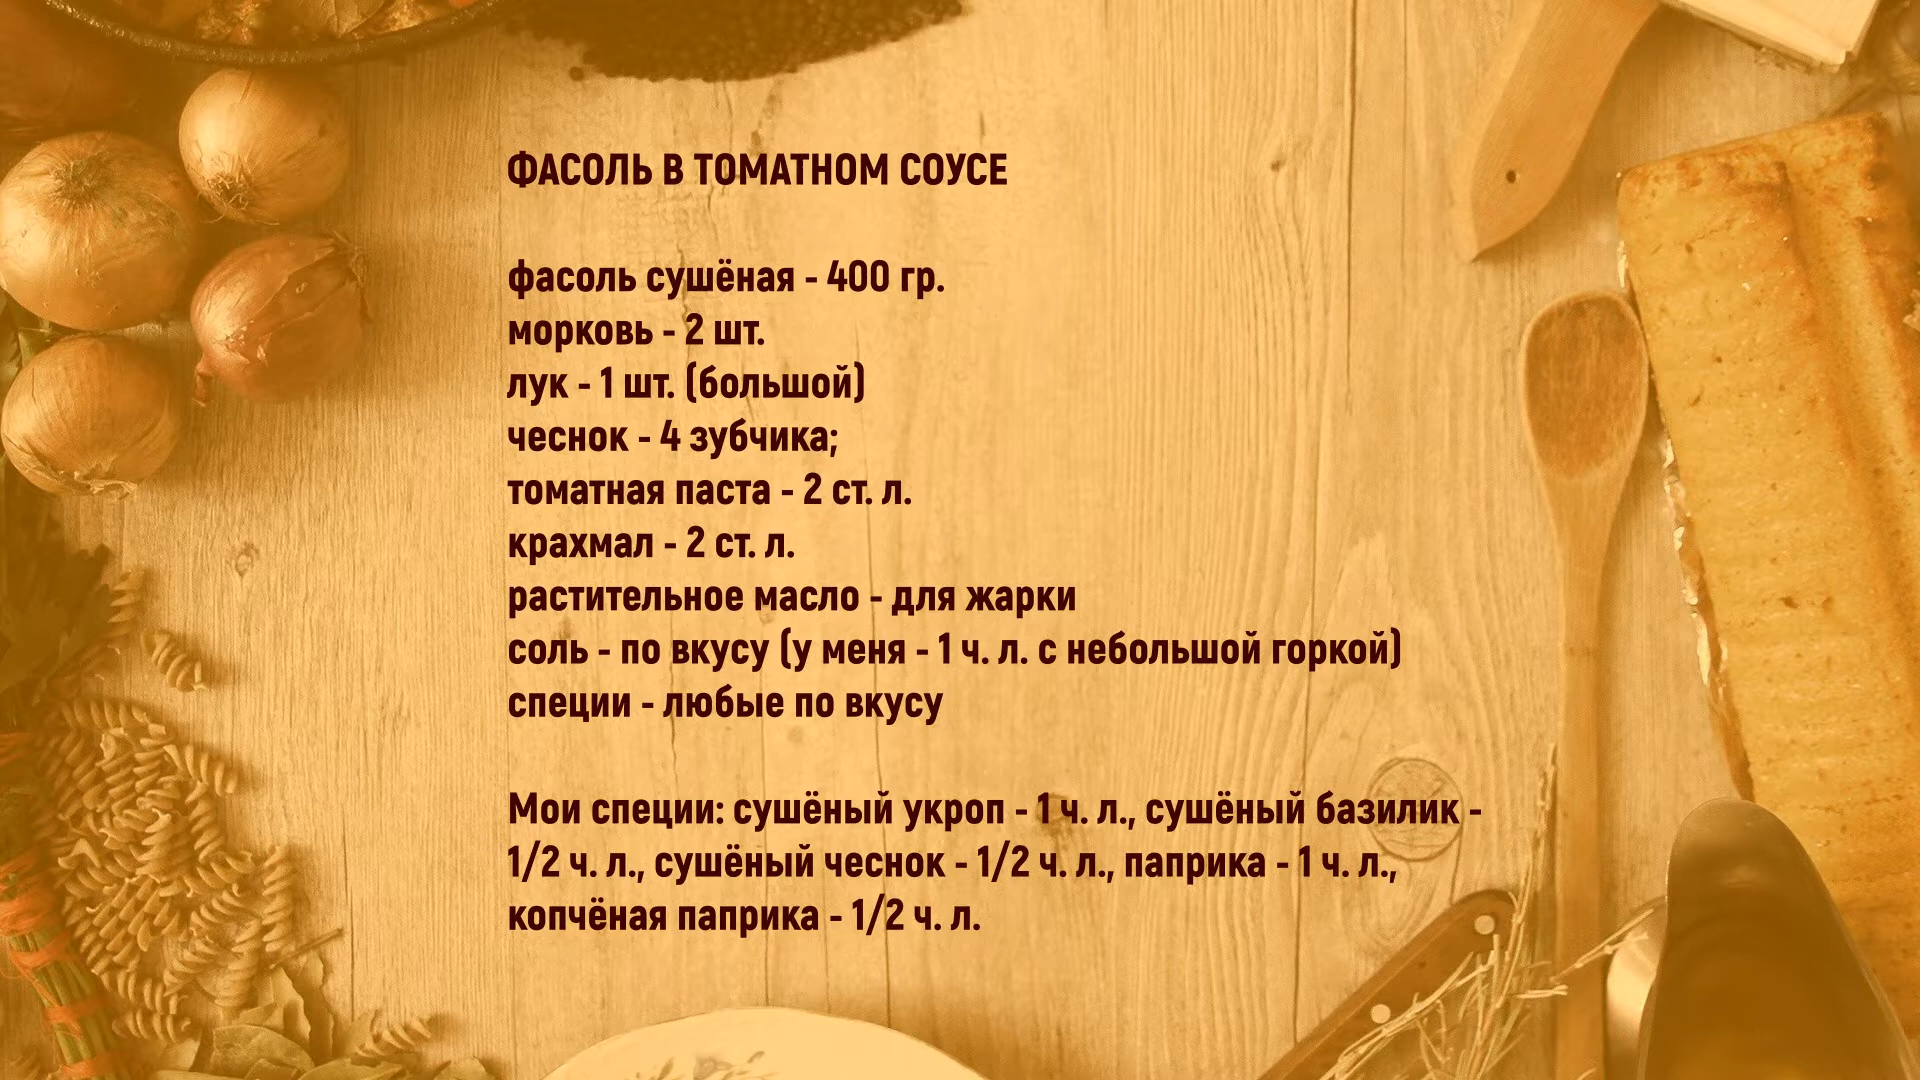 ФАСОЛЬ В ТОМАТНОМ СОУСЕ
фасоль сушёная - 400 гр.
морковь - 2 шт.
лук - 1 шт. (большой)
чеснок - 4 зубчика;
томатная паста - 2 ст. л.
крахмал - 2 ст. л.
растительное масло - для жарки
соль - по вкусу (у меня - 1 ч. л. с небольшой горкой)
специи - любые по вкусу
Мои специи: сушёный укроп - 1 ч. л., сушёный базилик -
1/2 ч. л., сушёный чеснок - 1/2 ч. л., паприка - 1 ч. л.,
копчёная паприка - 1/2 ч. л.